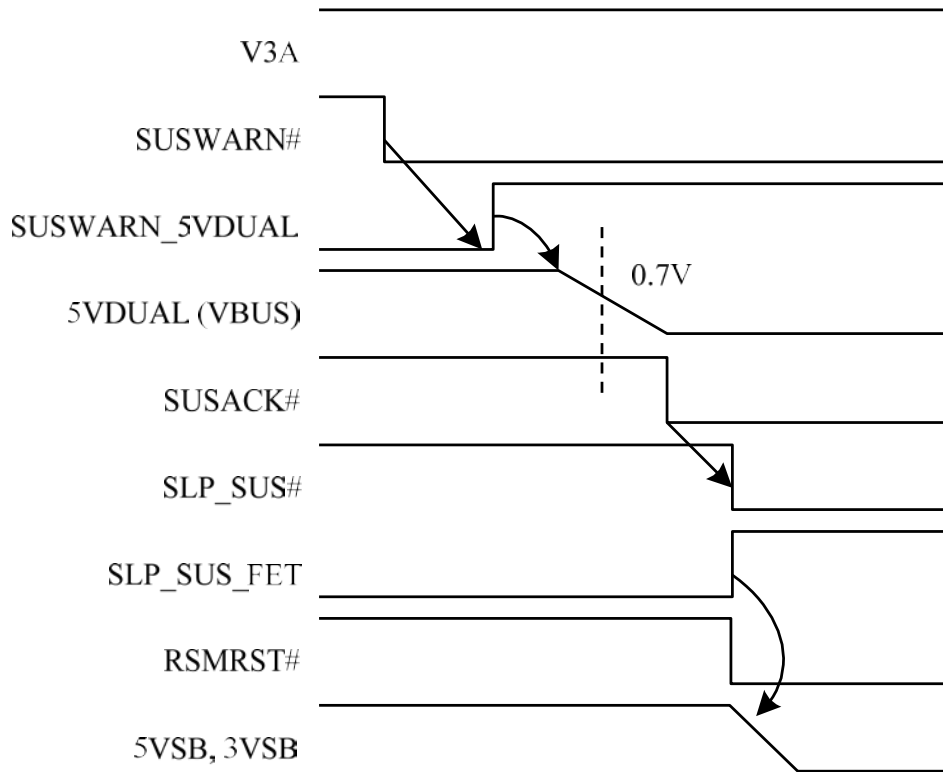 V3A
SUSWARN#
SUSWARN_5VDUAL
0.7V
5VDUAL (VBUS)
SUSACK#
SLP_SUS#
SLP_SUS_FET
RSMRST#
5VSB, 3VSB